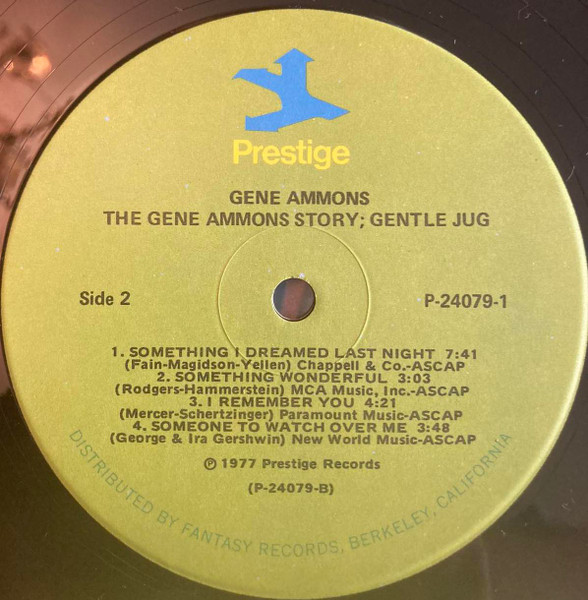 Prestige
GENE AMMONS
THE GENE AMMONS STORY; GENTLE JUG
Side 2 P-24079-1
1. SOMETHING I DREAMED LAST NIGHT 7:41
(Fain-Magidson-Yellen) Chappell & Co.-ASCAP
2. SOMETHING WONDERFUL 3:03
(Rodgers-Hammerstein) MCA Music, Inc.-ASCAP
3. I REMEMBER YOU 4:21
(Mercer-Schertzinger) Paramount Music-ASCAP
4. SOMEONE TO WATCH OVER ME 3:48
(George & Ira Gershwin) New World Music-ASCAP
℗ 1977 Prestige Records
(P-24079-B)
DISTRIBUTED BY FANTASY RECORDS, BERKELEY, CALIFORNIA